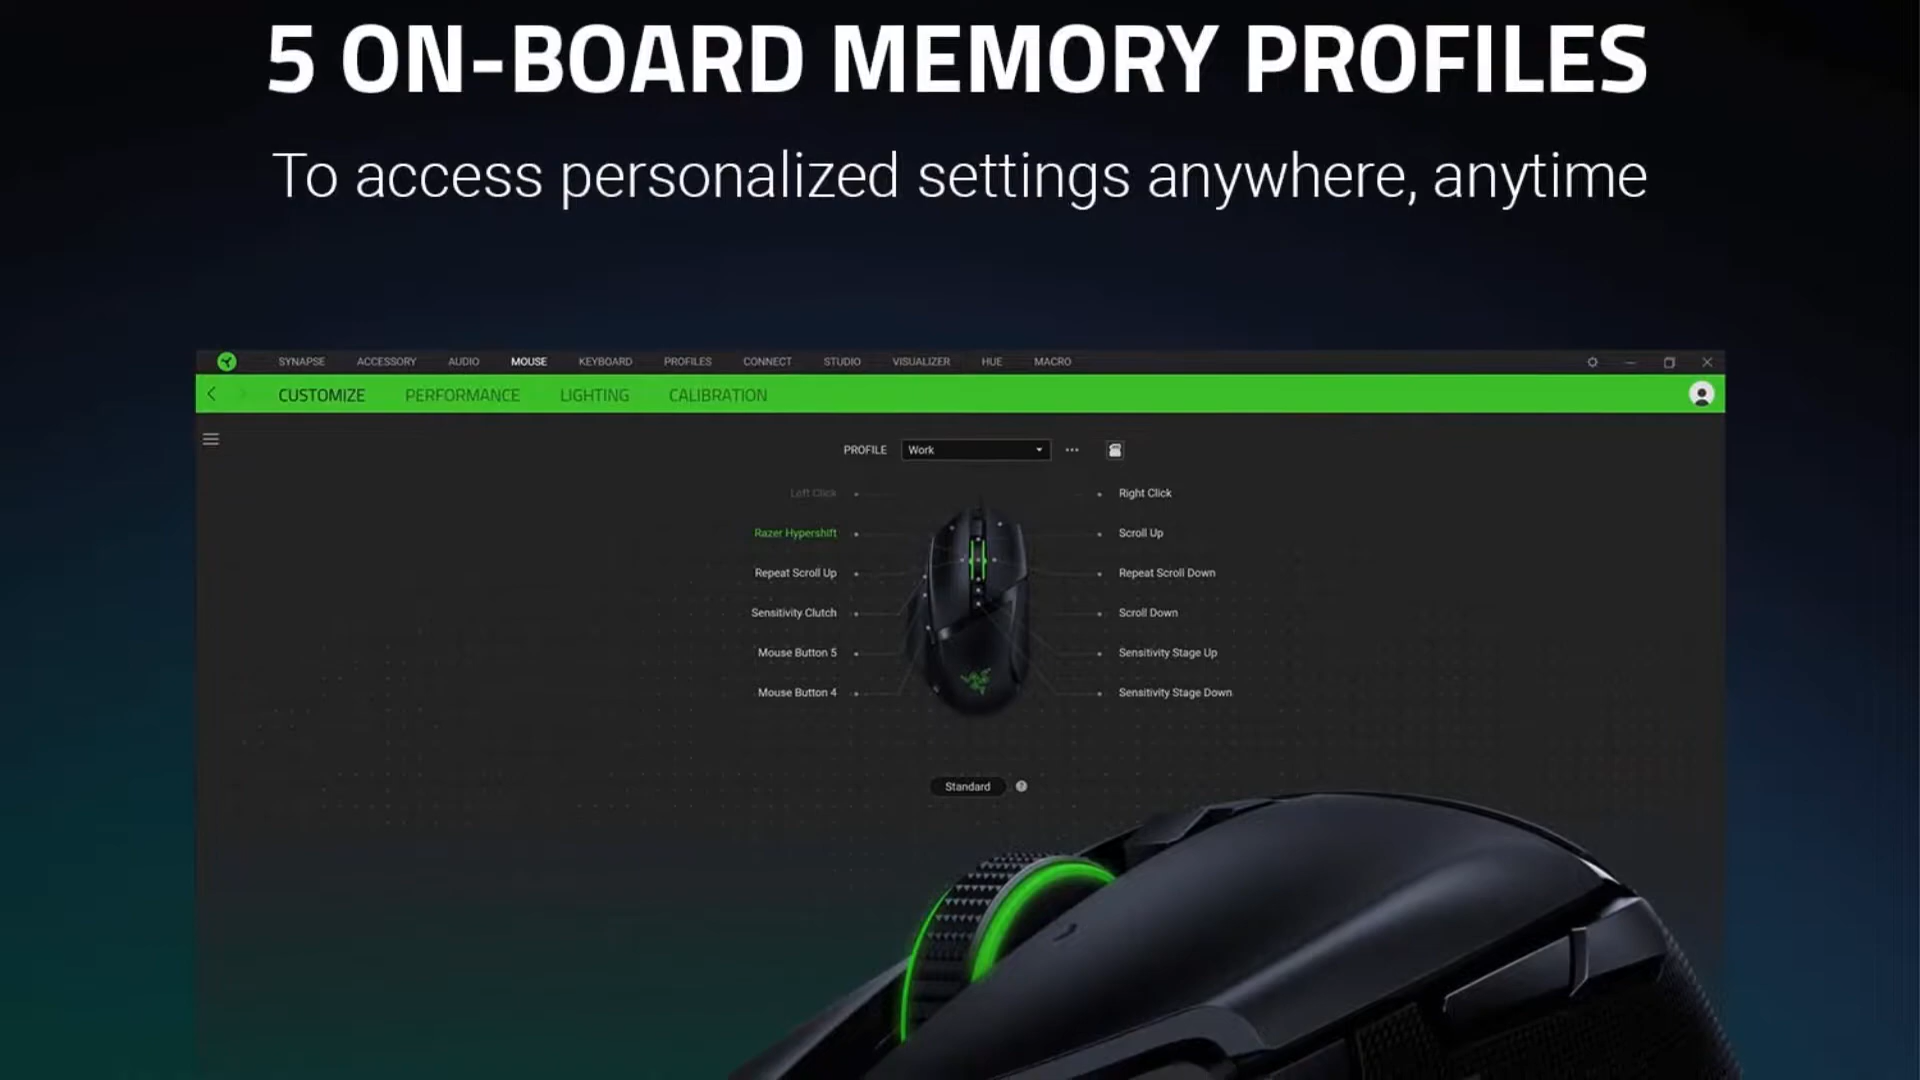 5 ON-BOARD MEMORY PROFILES
To access personalized settings anywhere, anytime
SYNAPSE ACCESSORY AUDIO MOUSE KEYBOARD PROFILES CONNECT STUDIO VISUALIZER HUE MACRO
CUSTOMIZE PERFORMANCE LIGHTING CALIBRATION
PROFILE Work
Left Click Right Click
Razer Hypershift Scroll Up
Repeat Scroll Up Repeat Scroll Down
Sensitivity Clutch Scroll Down
Mouse Button 5 Sensitivity Stage Up
Mouse Button 4 Sensitivity Stage Down
Standard ?